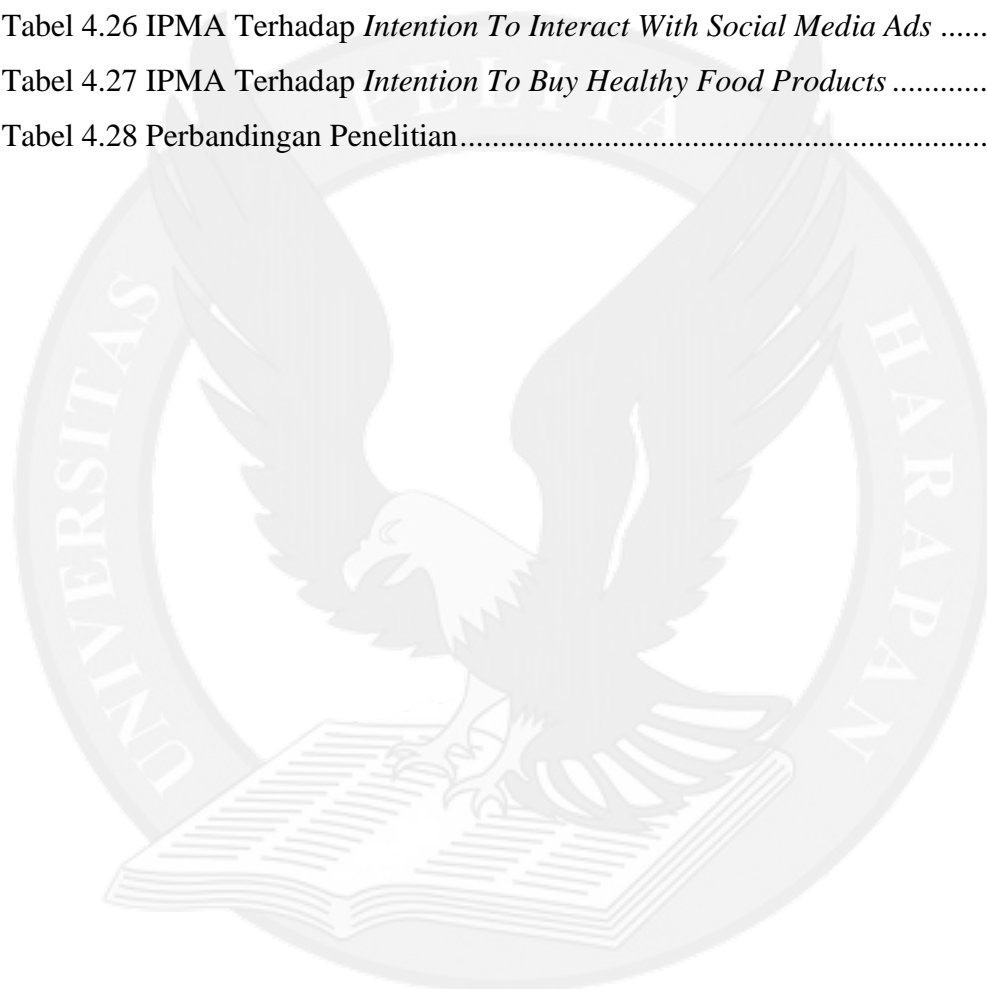 Tabel 4.26 IPMA Terhadap Intention To Interact With Social Media Ads ......
Tabel 4.27 IPMA Terhadap Intention To Buy Healthy Food Products ............
Tabel 4.28 Perbandingan Penelitian.......................................................
UNIVERSITAS PELITA HARAPAN